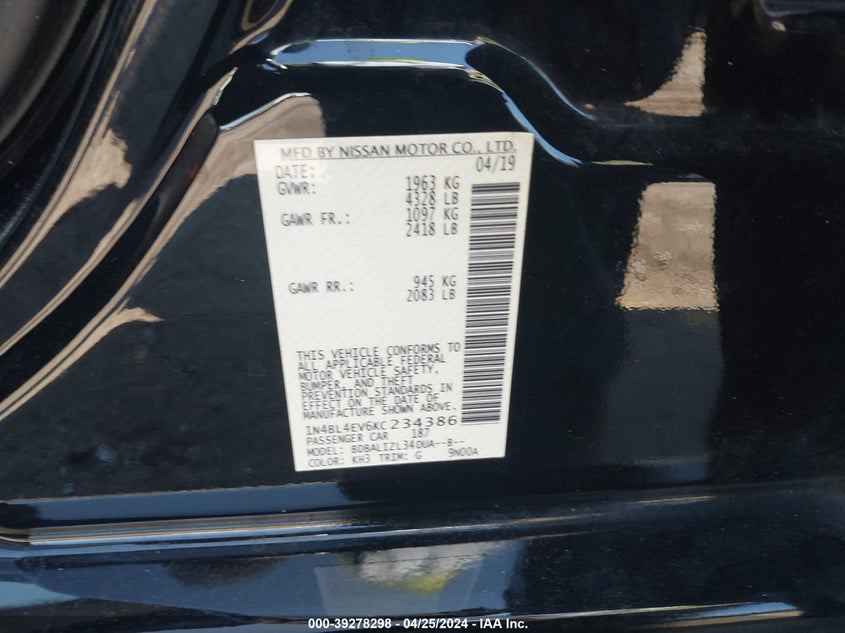 MFD BY NISSAN MOTOR CO., LTD.
DATE: 04/19
GVWR: 1963 KG
4328 LB
GAWR FR.: 1097 KG
2418 LB
GAWR RR.: 945 KG
2083 LB
THIS VEHICLE CONFORMS TO
ALL APPLICABLE FEDERAL
MOTOR VEHICLE SAFETY,
BUMPER, AND THEFT
PREVENTION STANDARDS IN
EFFECT ON THE DATE OF
MANUFACTURE SHOWN ABOVE.
1N4BL4EV6KC234386
PASSENGER CAR 187
MODEL: BDBALIZL34DUA--B--
COLOR: KH3 TRIM: G 9N00A
000-39278298 - 04/25/2024 - IAA Inc.